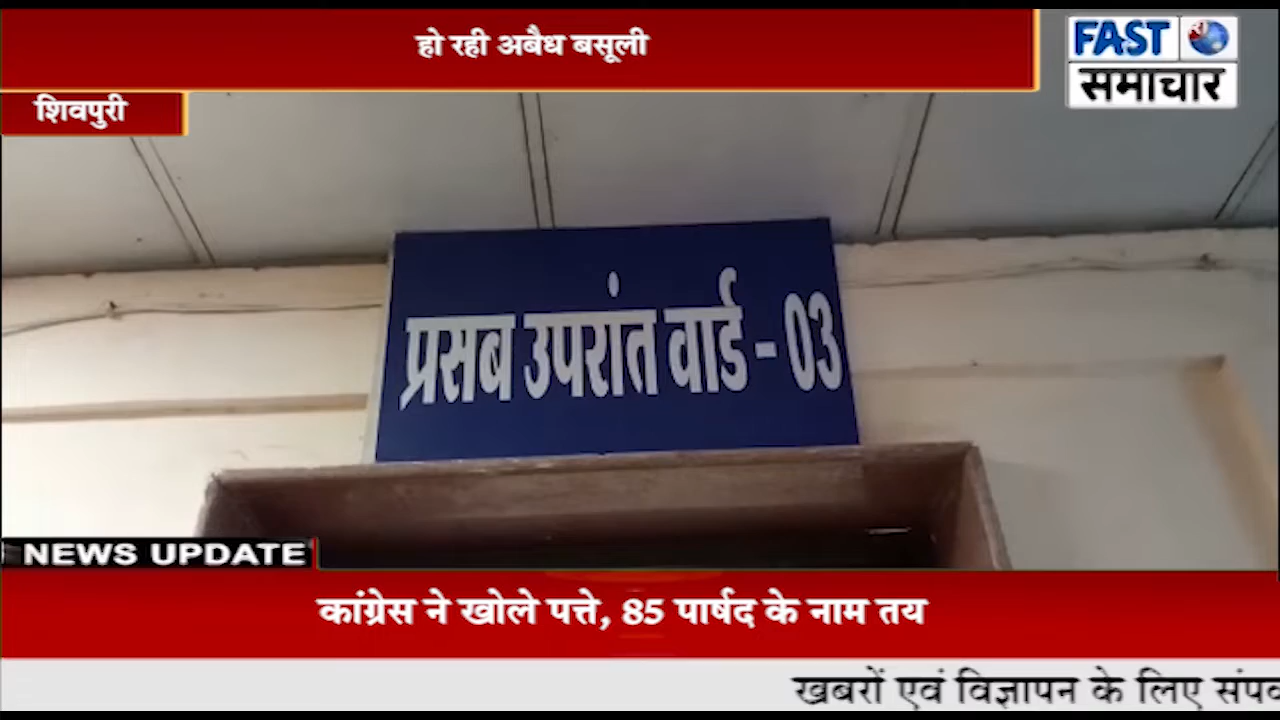 हो रही अबैध बसूली
FAST
समाचार
शिवपुरी
प्रसब उपरांत वार्ड - 03
NEWS UPDATE
कांग्रेस ने खोले पत्ते, 85 पार्षद के नाम तय
खबरों एवं विज्ञापन के लिए